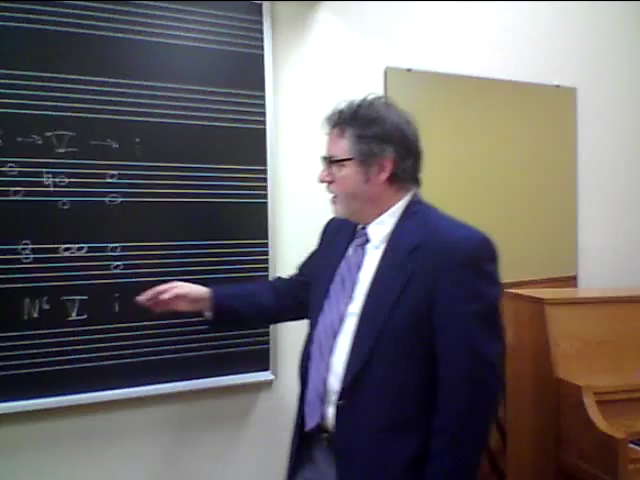 → V → i
N6 V i